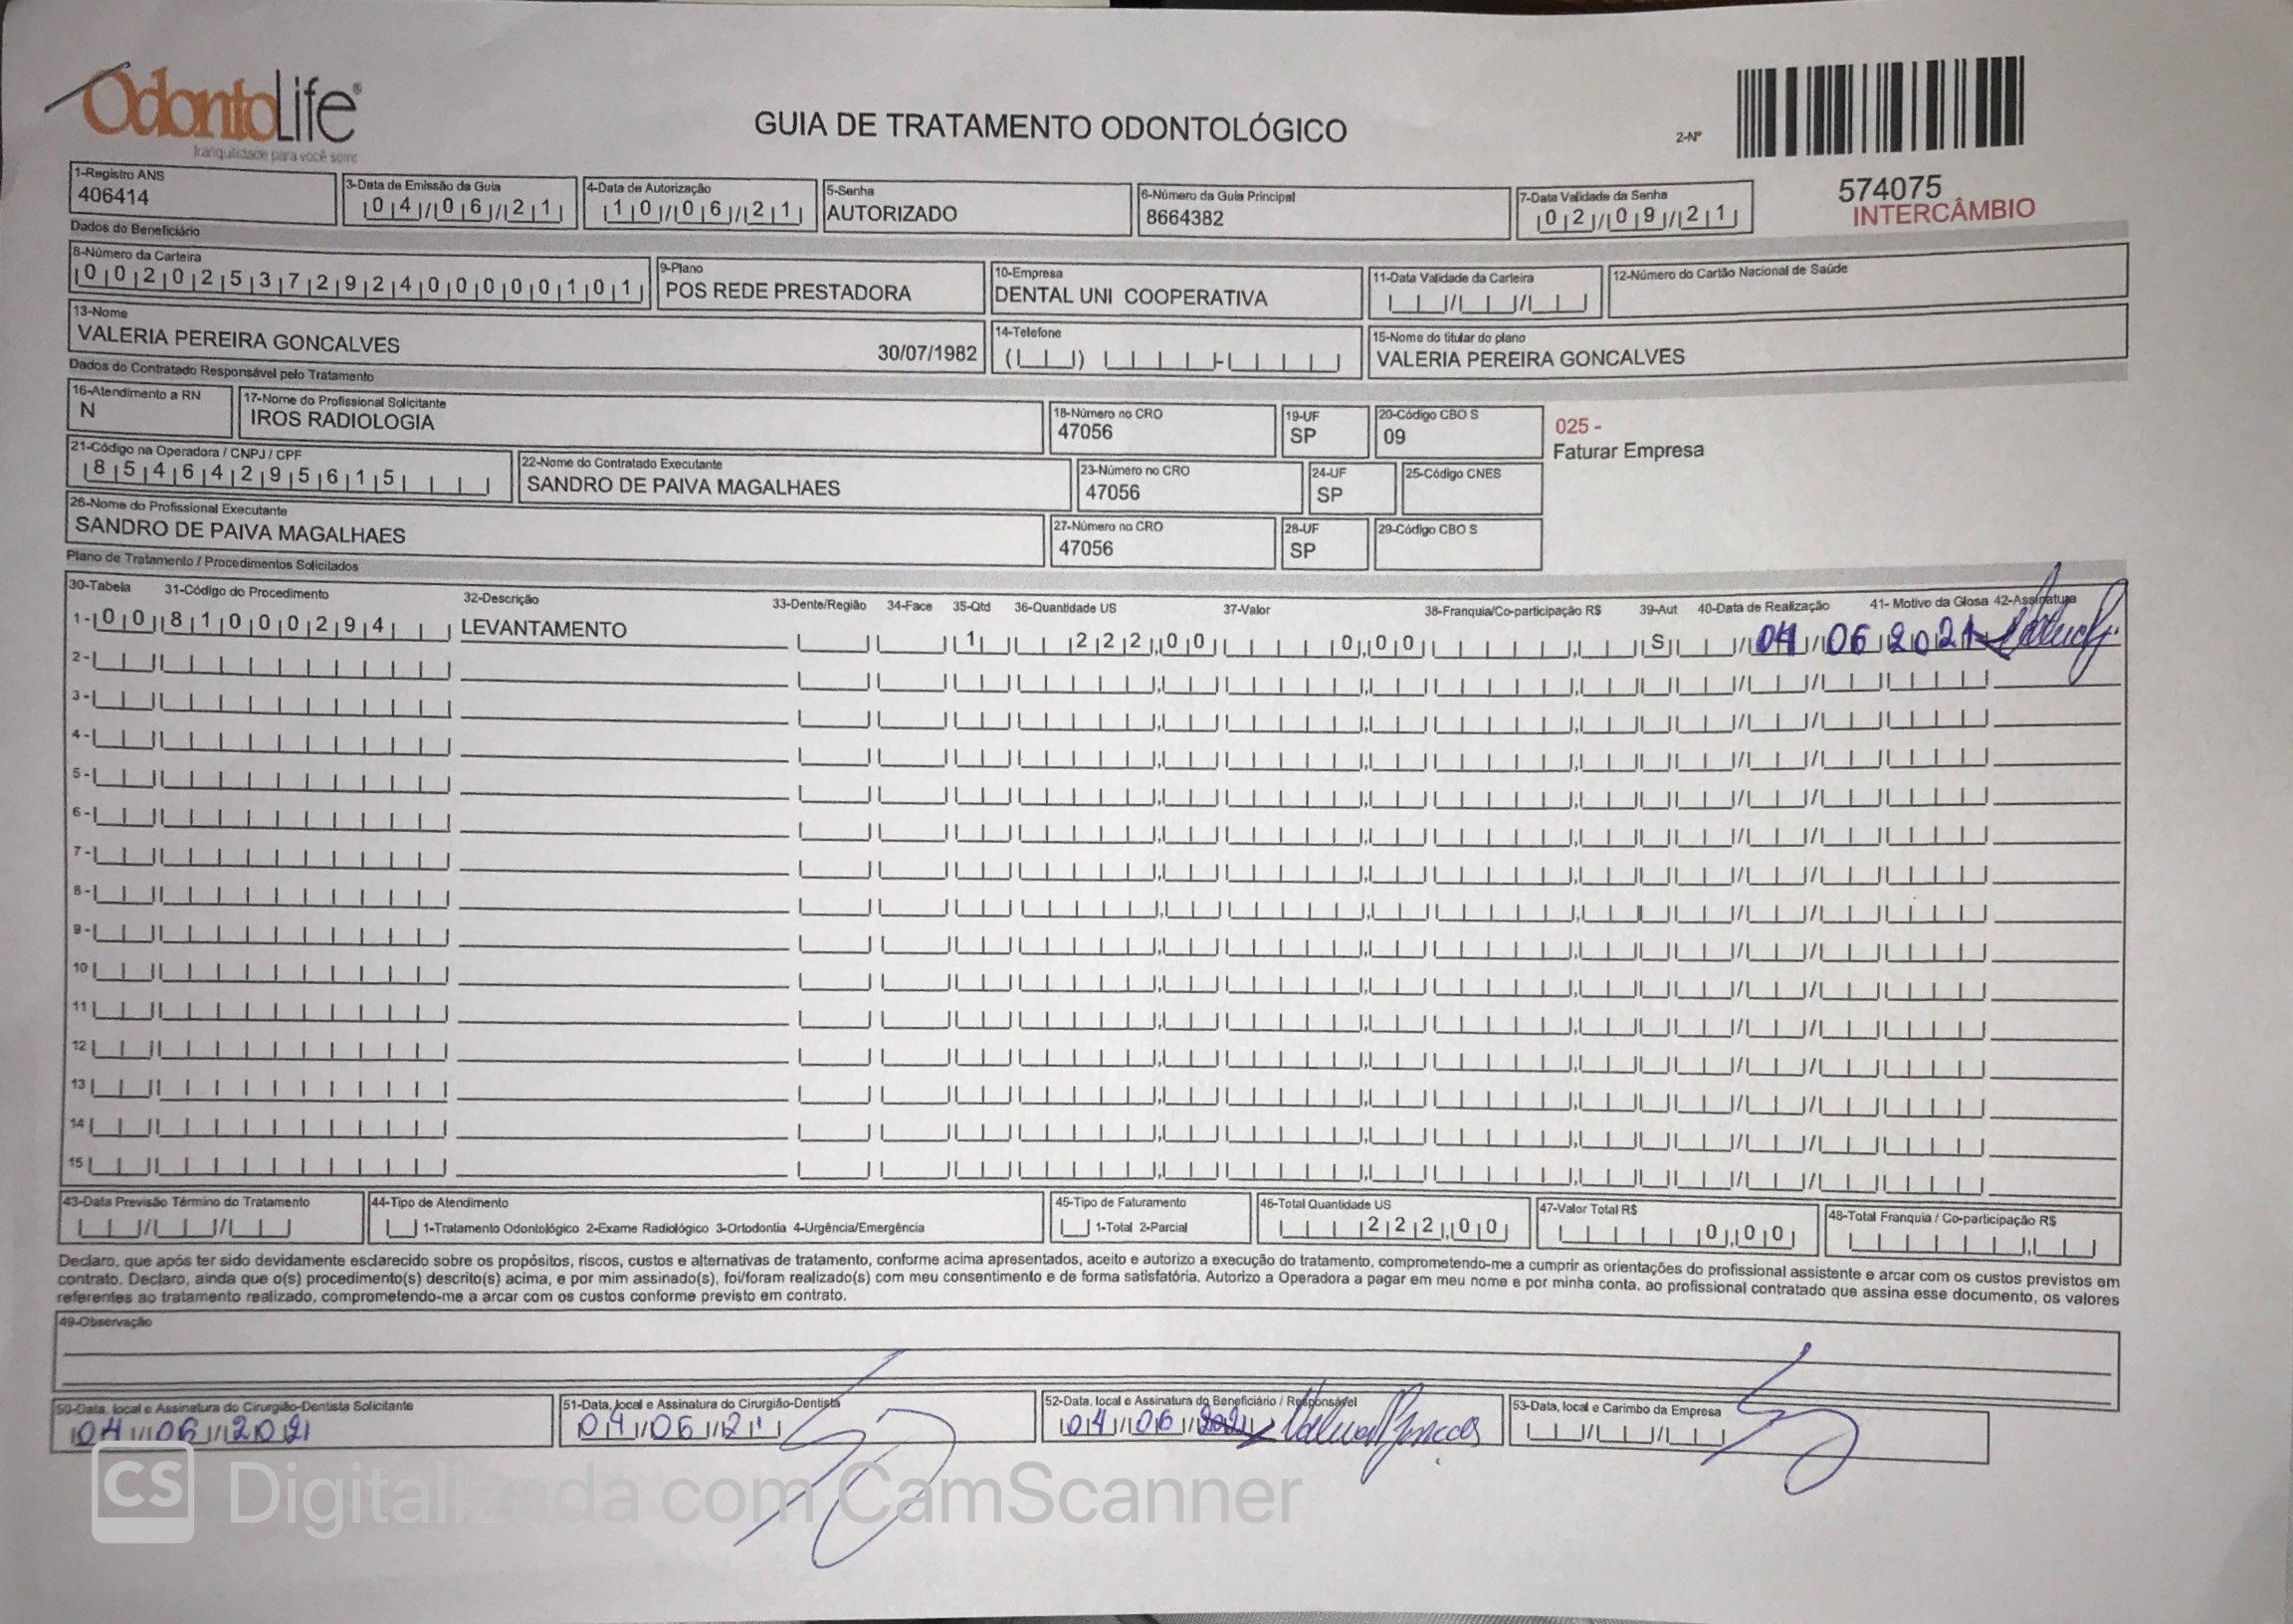 OdontoLife®
tranquilidade para você sorrir
GUIA DE TRATAMENTO ODONTOLÓGICO
2-Nº
574075
INTERCÂMBIO
1-Registro ANS
406414
3-Data de Emissão da Guia
04/06/21
4-Data de Autorização
10/06/21
5-Senha
AUTORIZADO
6-Número da Guia Principal
8664382
7-Data Validade da Senha
02/09/21
Dados do Beneficiário
8-Número da Carteira
00202537292400000101
9-Plano
POS REDE PRESTADORA
10-Empresa
DENTAL UNI COOPERATIVA
11-Data Validade da Carteira
12-Número do Cartão Nacional de Saúde
13-Nome
VALERIA PEREIRA GONCALVES
30/07/1982
14-Telefone
15-Nome do titular do plano
VALERIA PEREIRA GONCALVES
Dados do Contratado Responsável pelo Tratamento
16-Atendimento a RN
N
17-Nome do Profissional Solicitante
IROS RADIOLOGIA
18-Número no CRO
47056
19-UF
SP
20-Código CBO S
09
025 -
Faturar Empresa
21-Código na Operadora / CNPJ / CPF
85464295615
22-Nome do Contratado Executante
SANDRO DE PAIVA MAGALHAES
23-Número no CRO
47056
24-UF
SP
25-Código CNES
26-Nome do Profissional Executante
SANDRO DE PAIVA MAGALHAES
27-Número no CRO
47056
28-UF
SP
29-Código CBO S
Plano de Tratamento / Procedimentos Solicitados
30-Tabela 31-Código do Procedimento 32-Descrição 33-Dente/Região 34-Face 35-Qtd 36-Quantidade US 37-Valor 38-Franquia/Co-participação R$ 39-Aut 40-Data de Realização 41- Motivo da Glosa 42-Assinatura
1- 00 81000294 LEVANTAMENTO 1 222,00 0,00 S 04/06/2021
2-
3-
4-
5-
6-
7-
8-
9-
10
11
12
13
14
15
43-Data Previsão Término do Tratamento
44-Tipo de Atendimento
1-Tratamento Odontológico 2-Exame Radiológico 3-Ortodontia 4-Urgência/Emergência
45-Tipo de Faturamento
1-Total 2-Parcial
46-Total Quantidade US
222,00
47-Valor Total R$
0,00
48-Total Franquia / Co-participação R$
Declaro, que após ter sido devidamente esclarecido sobre os propósitos, riscos, custos e alternativas de tratamento, conforme acima apresentados, aceito e autorizo a execução do tratamento, comprometendo-me a cumprir as orientações do profissional assistente e arcar com os custos previstos em
contrato. Declaro, ainda que o(s) procedimento(s) descrito(s) acima, e por mim assinado(s), foi/foram realizado(s) com meu consentimento e de forma satisfatória. Autorizo a Operadora a pagar em meu nome e por minha conta, ao profissional contratado que assina esse documento, os valores
referentes ao tratamento realizado, comprometendo-me a arcar com os custos conforme previsto em contrato.
49-Observação
50-Data, local e Assinatura do Cirurgião-Dentista Solicitante
04/06/2021
51-Data, local e Assinatura do Cirurgião-Dentista
04/06/21
52-Data, local e Assinatura do Beneficiário / Responsável
04/06/2021
53-Data, local e Carimbo da Empresa
CS Digitalizada com CamScanner